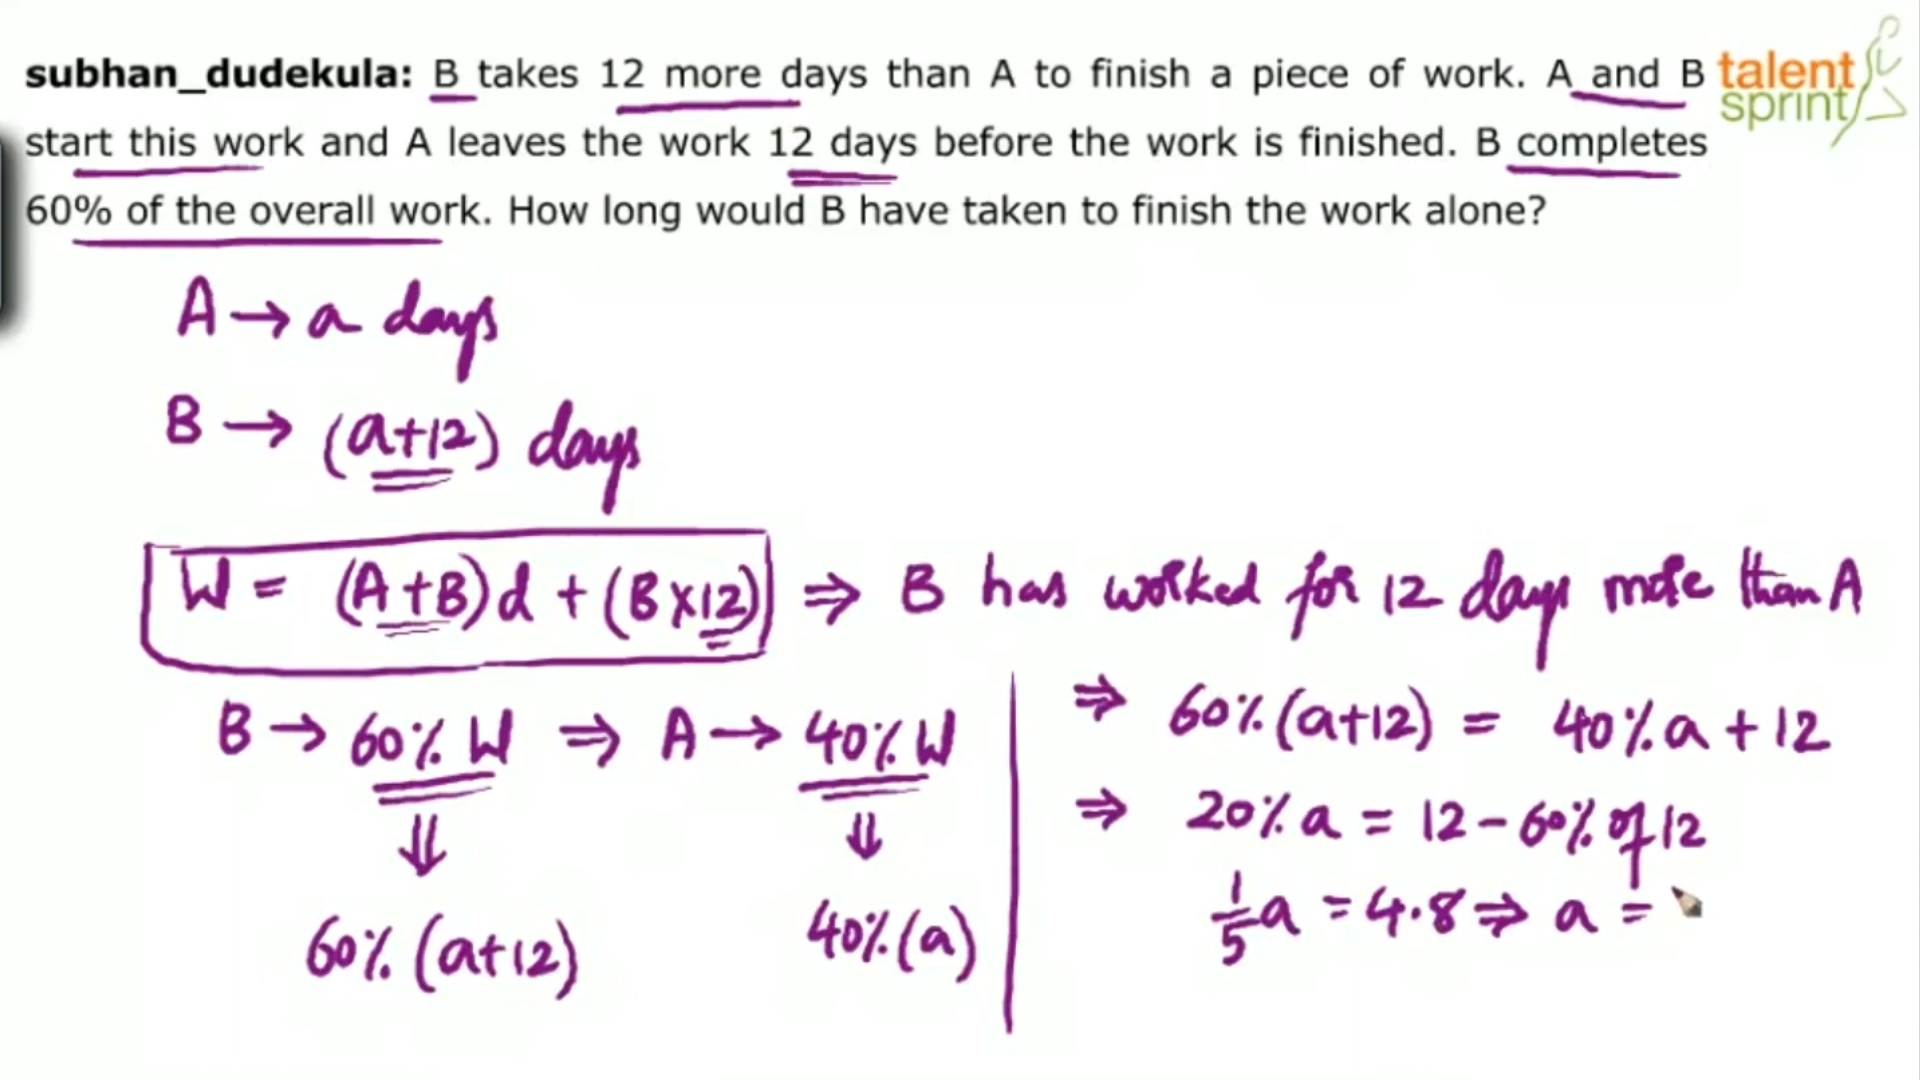 subhan_dudekula: B takes 12 more days than A to finish a piece of work. A and B
start this work and A leaves the work 12 days before the work is finished. B completes
60% of the overall work. How long would B have taken to finish the work alone?
talent
sprint
A → a days
B → (a+12) days
W = (A+B)d + (B×12) ⇒ B has worked for 12 days more than A
B → 60% W ⇒ A → 40% W
⇓ ⇓
60% (a+12) 40% (a)
⇒ 60% (a+12) = 40% a + 12
⇒ 20% a = 12 - 60% of 12
1/5 a = 4.8 ⇒ a =